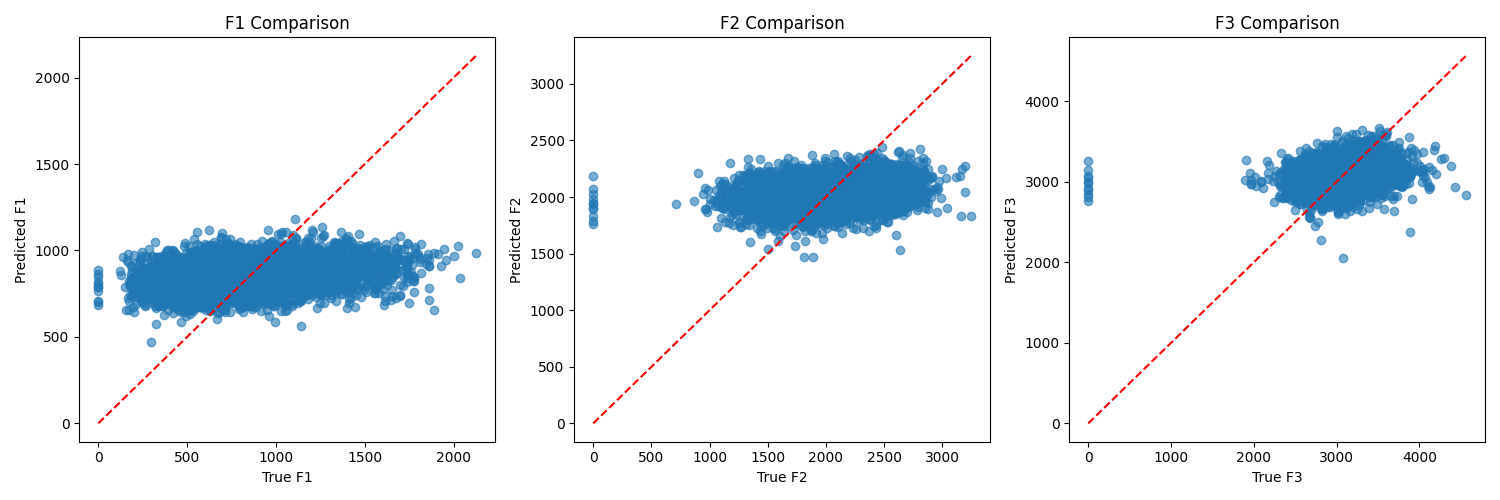 F1 Comparison
Predicted F1
2000
1500
1000
500
0
0 500 1000 1500 2000
True F1
F2 Comparison
Predicted F2
3000
2500
2000
1500
1000
500
0
0 500 1000 1500 2000 2500 3000
True F2
F3 Comparison
Predicted F3
4000
3000
2000
1000
0
0 1000 2000 3000 4000
True F3